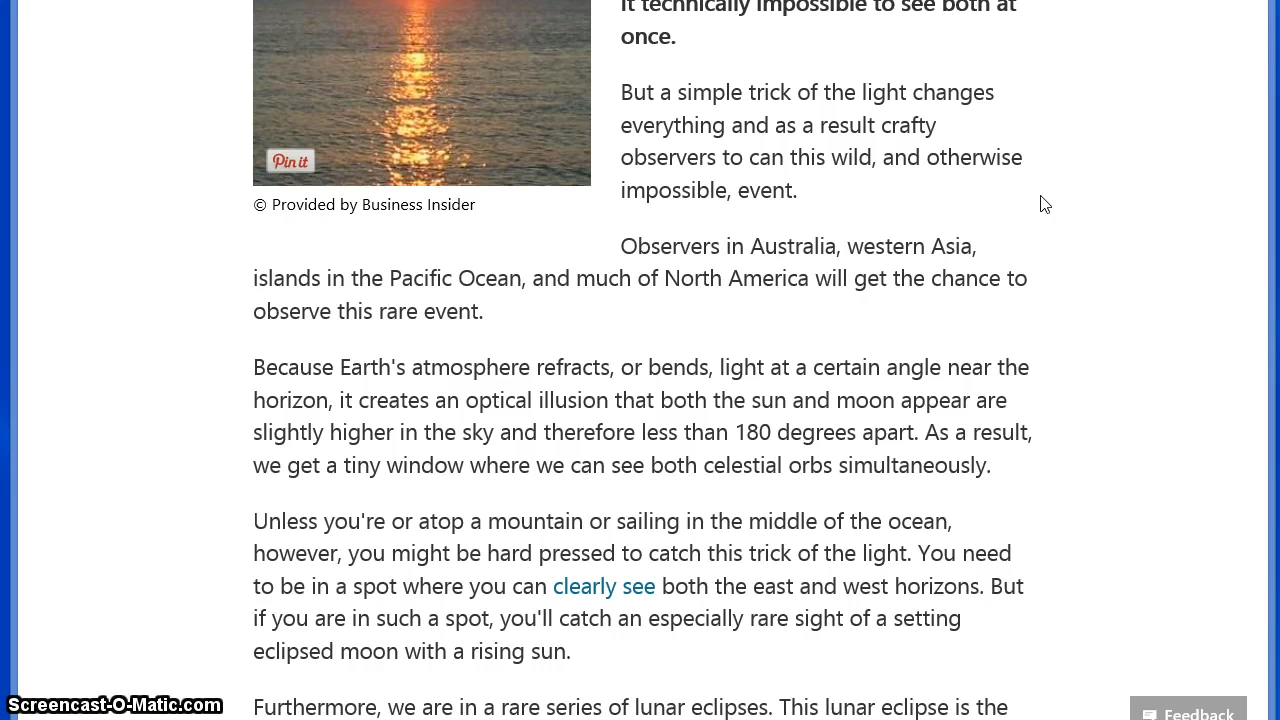 it technically impossible to see both at
once.
But a simple trick of the light changes
everything and as a result crafty
observers to can this wild, and otherwise
impossible, event.
Pin it
© Provided by Business Insider
Observers in Australia, western Asia,
islands in the Pacific Ocean, and much of North America will get the chance to
observe this rare event.
Because Earth's atmosphere refracts, or bends, light at a certain angle near the
horizon, it creates an optical illusion that both the sun and moon appear are
slightly higher in the sky and therefore less than 180 degrees apart. As a result,
we get a tiny window where we can see both celestial orbs simultaneously.
Unless you're or atop a mountain or sailing in the middle of the ocean,
however, you might be hard pressed to catch this trick of the light. You need
to be in a spot where you can clearly see both the east and west horizons. But
if you are in such a spot, you'll catch an especially rare sight of a setting
eclipsed moon with a rising sun.
Furthermore, we are in a rare series of lunar eclipses. This lunar eclipse is the
Screencast-O-Matic.com
Feedback